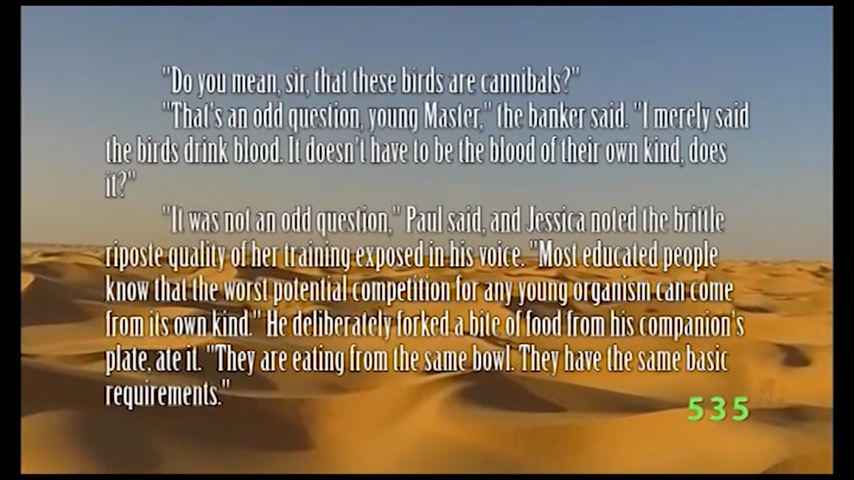 "Do you mean, sir, that these birds are cannibals?"
"That's an odd question, young Master," the banker said. "I merely said
the birds drink blood. It doesn't have to be the blood of their own kind, does
it?"
"It was not an odd question," Paul said, and Jessica noted the brittle
riposte quality of her training exposed in his voice. "Most educated people
know that the worst potential competition for any young organism can come
from its own kind." He deliberately forked a bite of food from his companion's
plate, ate it. "They are eating from the same bowl. They have the same basic
requirements."
535